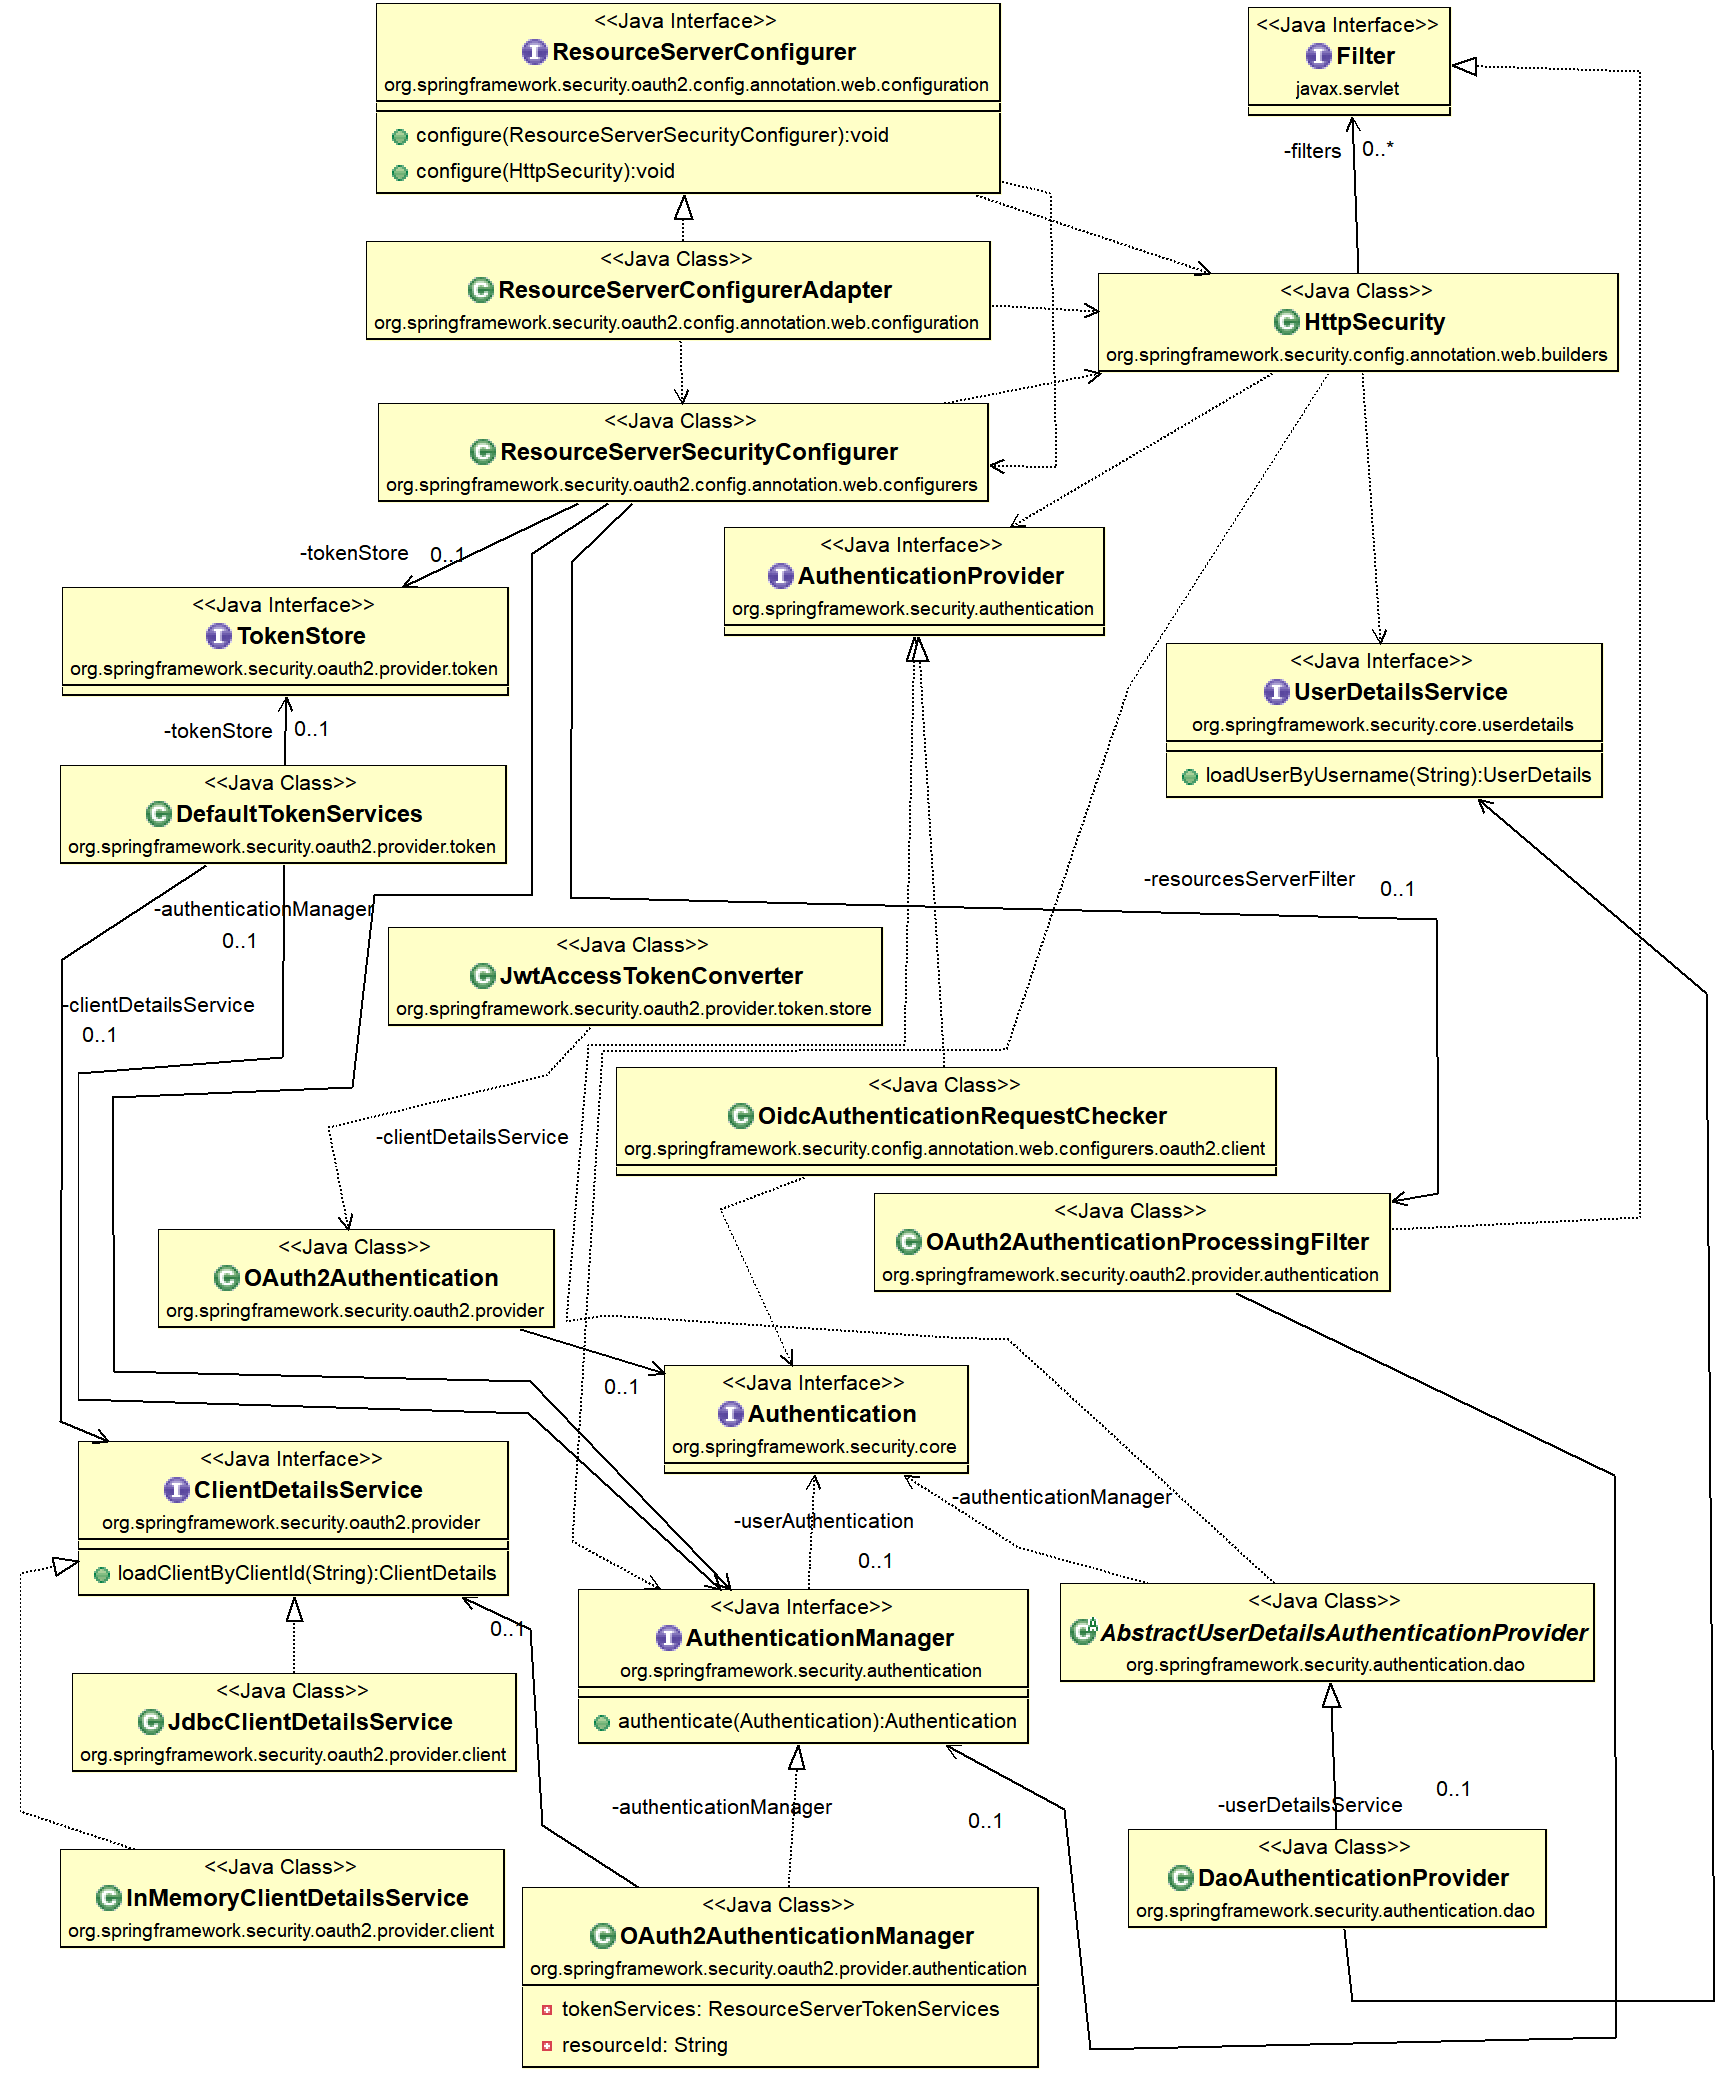 <<Java Interface>>
ResourceServerConfigurer
org.springframework.security.oauth2.config.annotation.web.configuration
configure(ResourceServerSecurityConfigurer):void
configure(HttpSecurity):void
<<Java Interface>>
Filter
javax.servlet
-filters
0..*
<<Java Class>>
ResourceServerConfigurerAdapter
org.springframework.security.oauth2.config.annotation.web.configuration
<<Java Class>>
HttpSecurity
org.springframework.security.config.annotation.web.builders
<<Java Class>>
ResourceServerSecurityConfigurer
org.springframework.security.oauth2.config.annotation.web.configurers
-tokenStore
0..1
<<Java Interface>>
AuthenticationProvider
org.springframework.security.authentication
<<Java Interface>>
TokenStore
org.springframework.security.oauth2.provider.token
<<Java Interface>>
UserDetailsService
org.springframework.security.core.userdetails
loadUserByUsername(String):UserDetails
-tokenStore
0..1
<<Java Class>>
DefaultTokenServices
org.springframework.security.oauth2.provider.token
-resourcesServerFilter
0..1
-authenticationManager
0..1
<<Java Class>>
JwtAccessTokenConverter
org.springframework.security.oauth2.provider.token.store
-clientDetailsService
0..1
<<Java Class>>
OidcAuthenticationRequestChecker
org.springframework.security.config.annotation.web.configurers.oauth2.client
-clientDetailsService
<<Java Class>>
OAuth2AuthenticationProcessingFilter
org.springframework.security.oauth2.provider.authentication
<<Java Class>>
OAuth2Authentication
org.springframework.security.oauth2.provider
0..1
<<Java Interface>>
Authentication
org.springframework.security.core
<<Java Interface>>
ClientDetailsService
org.springframework.security.oauth2.provider
loadClientByClientId(String):ClientDetails
-authenticationManager
-userAuthentication
0..1
0..1
<<Java Interface>>
AuthenticationManager
org.springframework.security.authentication
authenticate(Authentication):Authentication
<<Java Class>>
AbstractUserDetailsAuthenticationProvider
org.springframework.security.authentication.dao
<<Java Class>>
JdbcClientDetailsService
org.springframework.security.oauth2.provider.client
-authenticationManager
0..1
0..1
-userDetailsService
<<Java Class>>
InMemoryClientDetailsService
org.springframework.security.oauth2.provider.client
<<Java Class>>
DaoAuthenticationProvider
org.springframework.security.authentication.dao
<<Java Class>>
OAuth2AuthenticationManager
org.springframework.security.oauth2.provider.authentication
tokenServices: ResourceServerTokenServices
resourceId: String